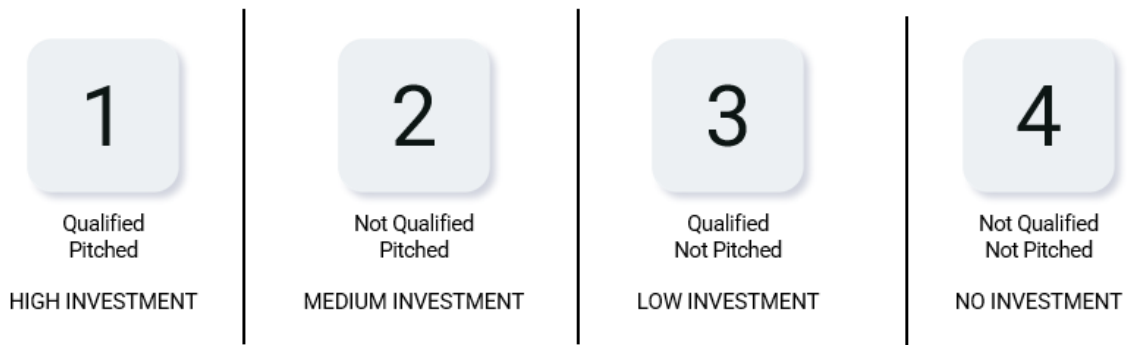 1
Qualified
Pitched
HIGH INVESTMENT
2
Not Qualified
Pitched
MEDIUM INVESTMENT
3
Qualified
Not Pitched
LOW INVESTMENT
4
Not Qualified
Not Pitched
NO INVESTMENT